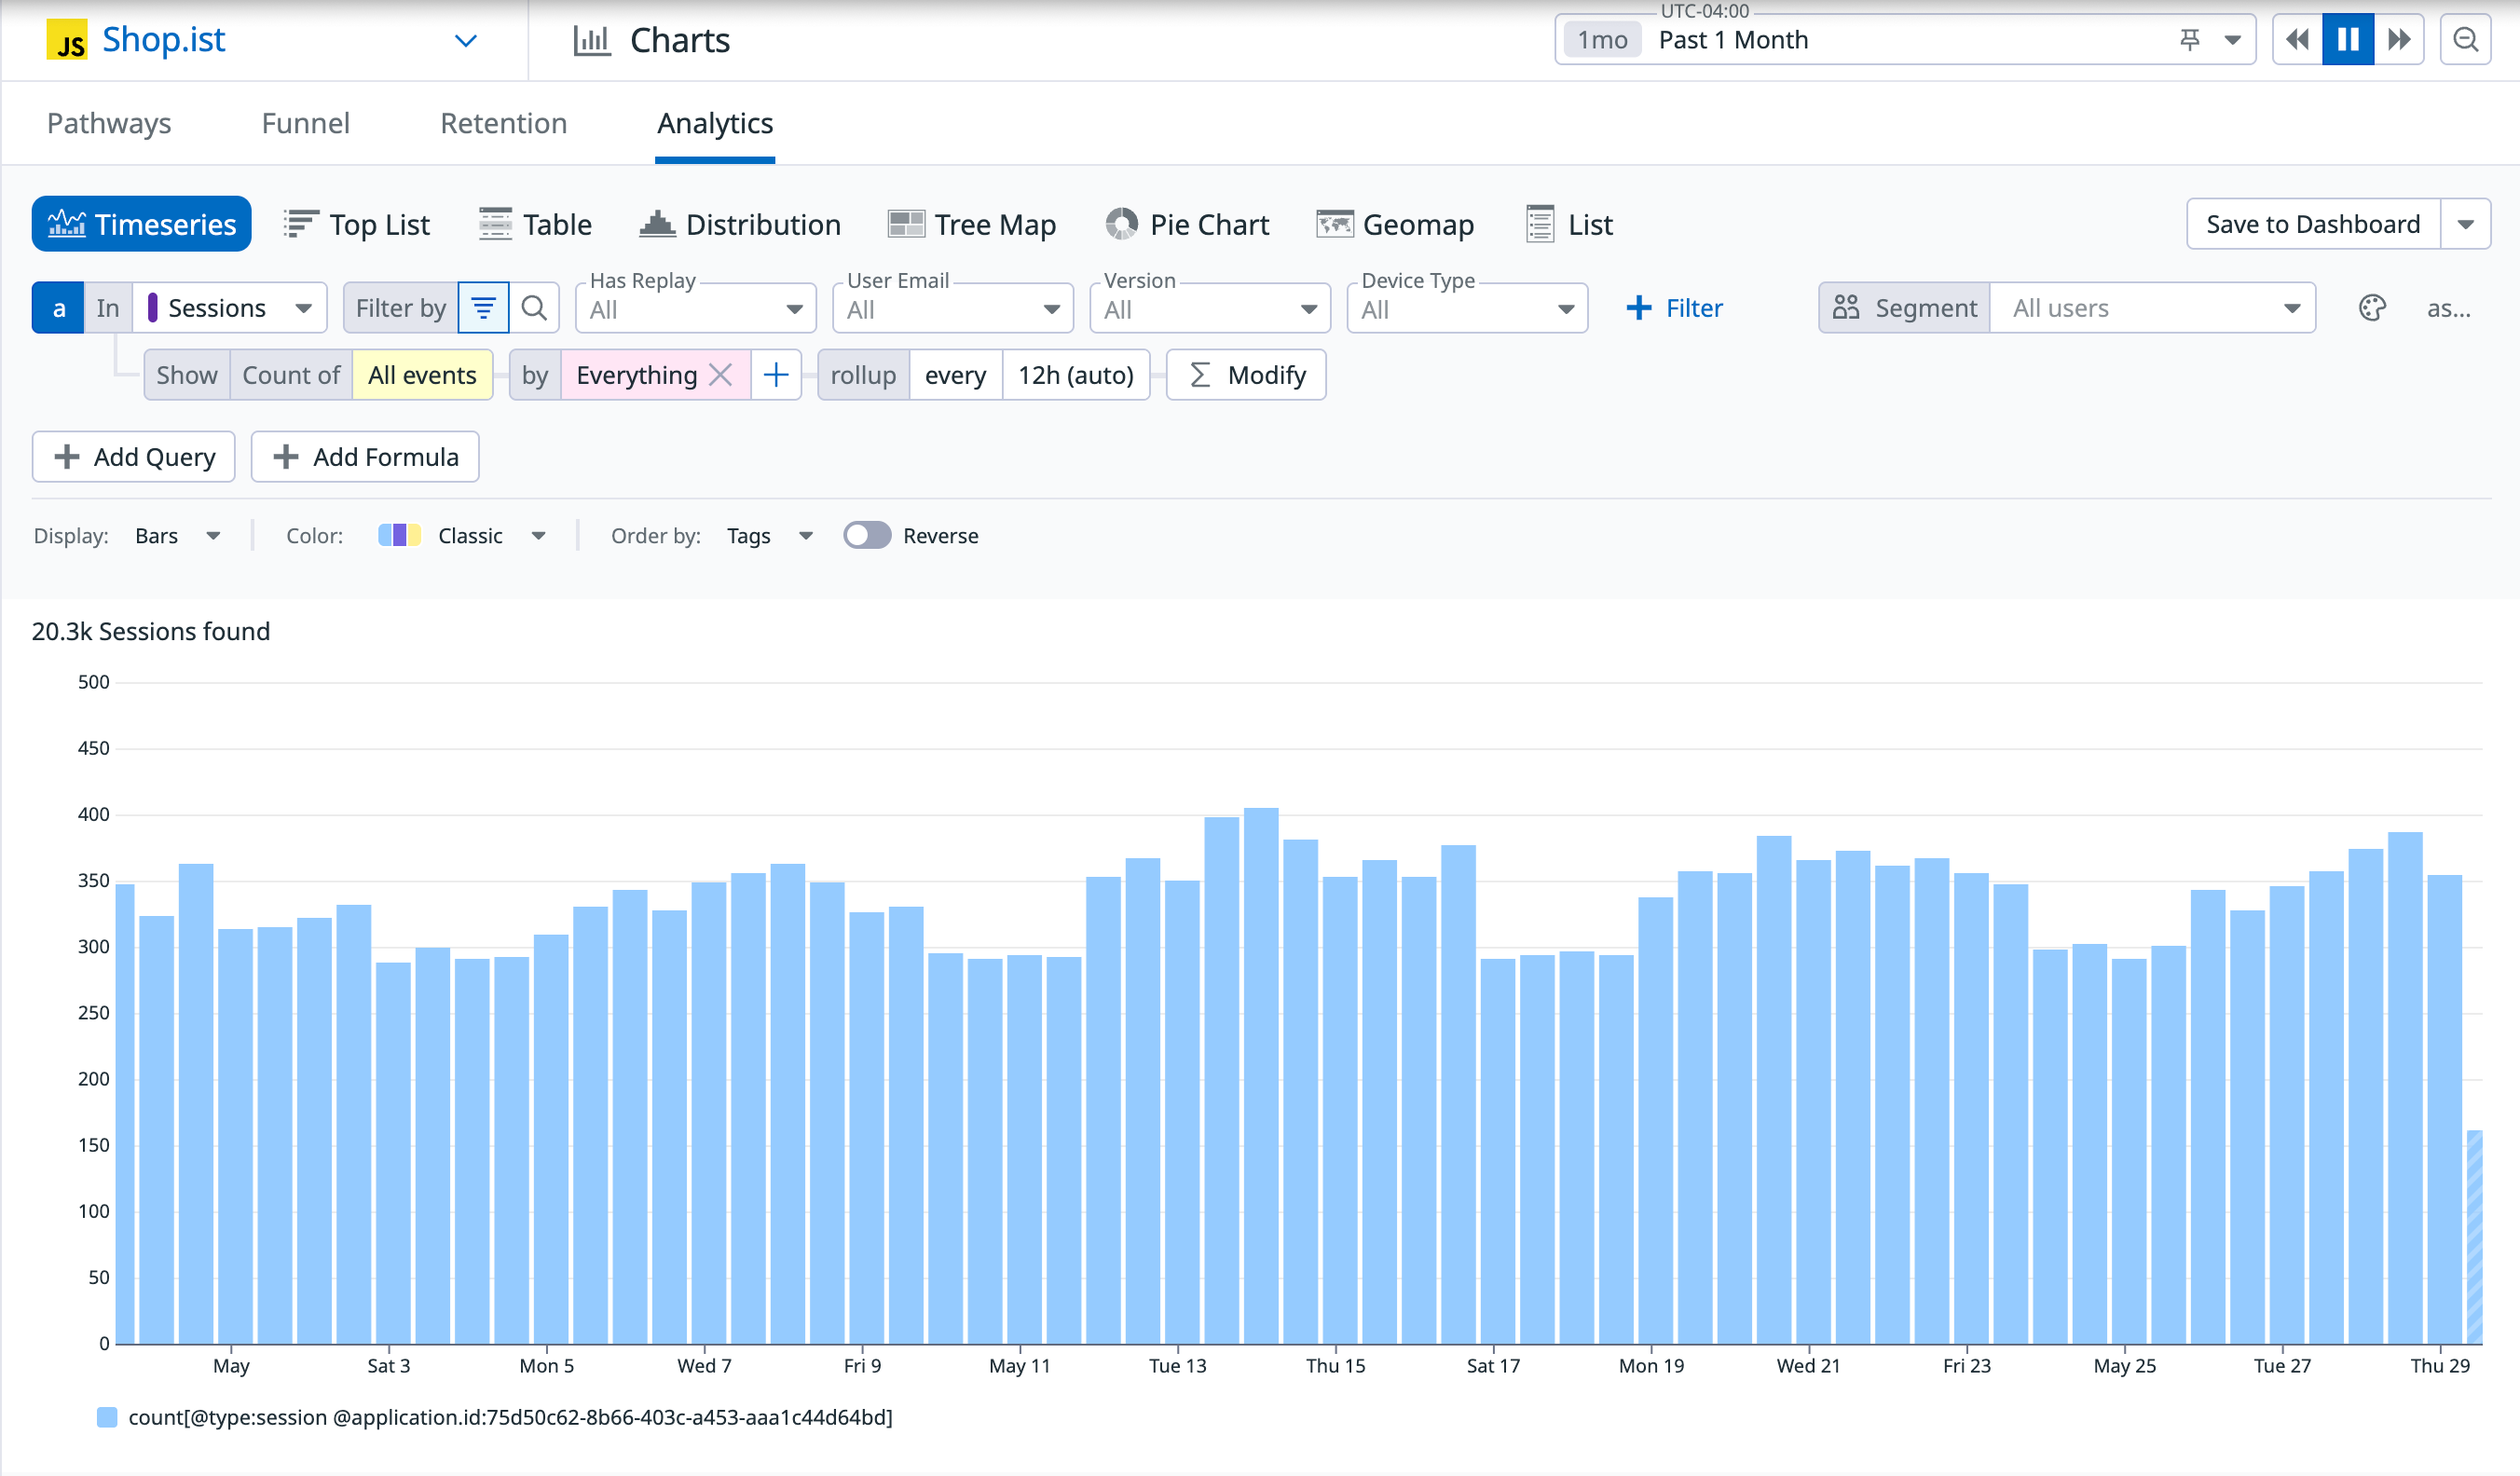 JS Shop.ist
Charts
UTC-04:00
1mo Past 1 Month
Pathways Funnel Retention Analytics
Timeseries Top List Table Distribution Tree Map Pie Chart Geomap List Save to Dashboard
Has Replay User Email Version Device Type
a In Sessions Filter by All All All All Filter Segment All users as...
Show Count of All events by Everything rollup every 12h (auto) Modify
Add Query Add Formula
Display: Bars Color: Classic Order by: Tags Reverse
20.3k Sessions found
500
450
400
350
300
250
200
150
100
50
0
May Sat 3 Mon 5 Wed 7 Fri 9 May 11 Tue 13 Thu 15 Sat 17 Mon 19 Wed 21 Fri 23 May 25 Tue 27 Thu 29
count[@type:session @application.id:75d50c62-8b66-403c-a453-aaa1c44d64bd]